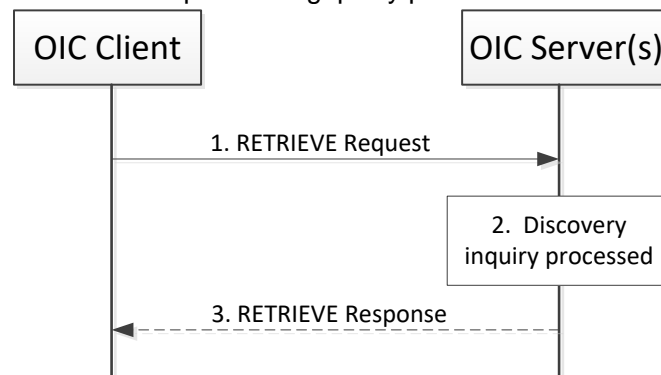 OIC Client
OIC Server(s)
1. RETRIEVE Request
2. Discovery
inquiry processed
3. RETRIEVE Response